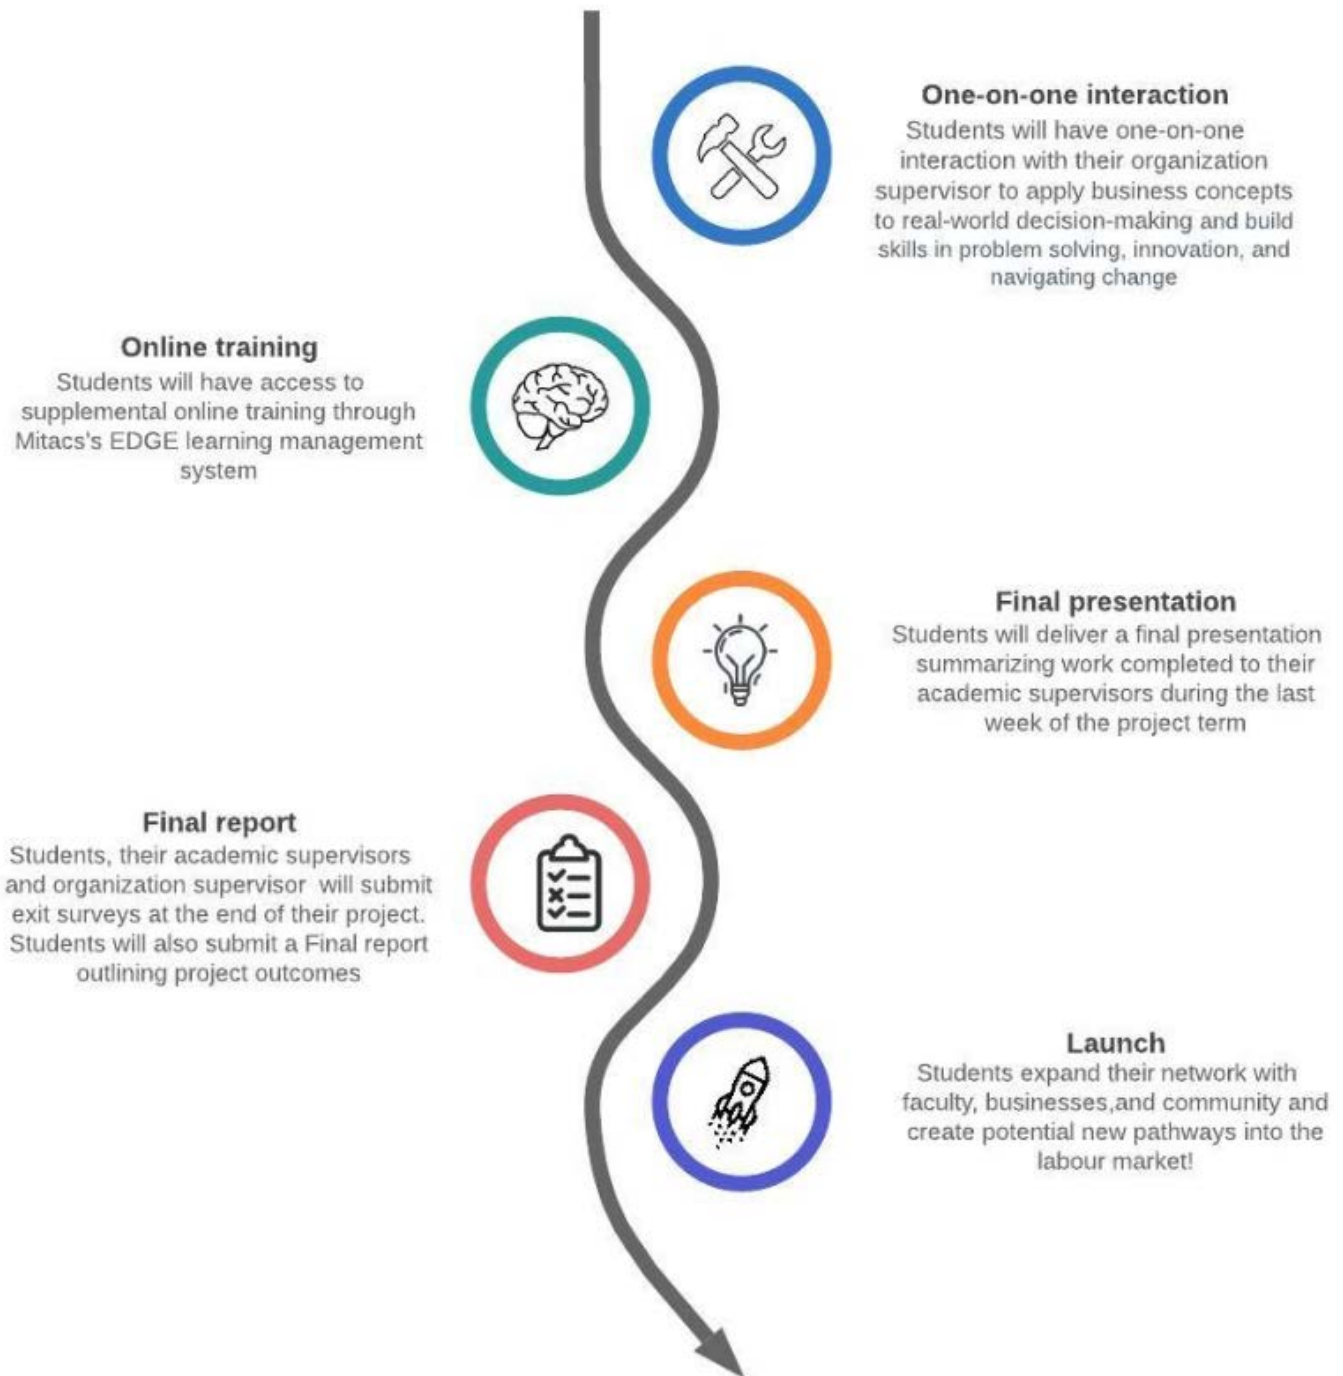 One-on-one interaction
Students will have one-on-one
interaction with their organization
supervisor to apply business concepts
to real-world decision-making and build
skills in problem solving, innovation, and
navigating change
Online training
Students will have access to
supplemental online training through
Mitacs's EDGE learning management
system
Final presentation
Students will deliver a final presentation
summarizing work completed to their
academic supervisors during the last
week of the project term
Final report
Students, their academic supervisors
and organization supervisor will submit
exit surveys at the end of their project.
Students will also submit a Final report
outlining project outcomes
Launch
Students expand their network with
faculty, businesses,and community and
create potential new pathways into the
labour market!